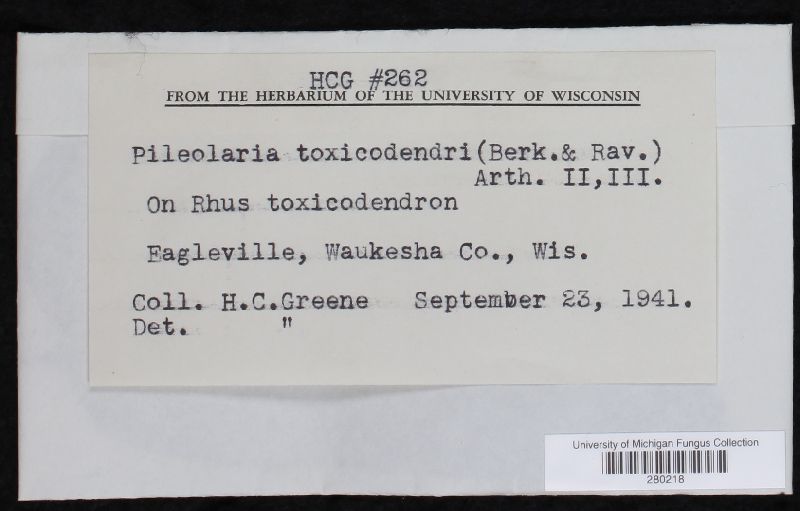 HCG #262
FROM THE HERBARIUM OF THE UNIVERSITY OF WISCONSIN
Pileolaria toxicodendri(Berk.& Rav.)
Arth. II,III.
On Rhus toxicodendron
Eagleville, Waukesha Co., Wis.
Coll. H.C.Greene September 23, 1941.
Det. "
University of Michigan Fungus Collection
280218